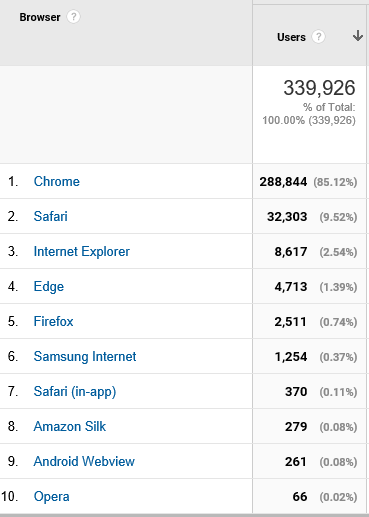 Browser ? Users ? ↓
339,926
% of Total:
100.00% (339,926)
1. Chrome 288,844 (85.12%)
2. Safari 32,303 (9.52%)
3. Internet Explorer 8,617 (2.54%)
4. Edge 4,713 (1.39%)
5. Firefox 2,511 (0.74%)
6. Samsung Internet 1,254 (0.37%)
7. Safari (in-app) 370 (0.11%)
8. Amazon Silk 279 (0.08%)
9. Android Webview 261 (0.08%)
10. Opera 66 (0.02%)